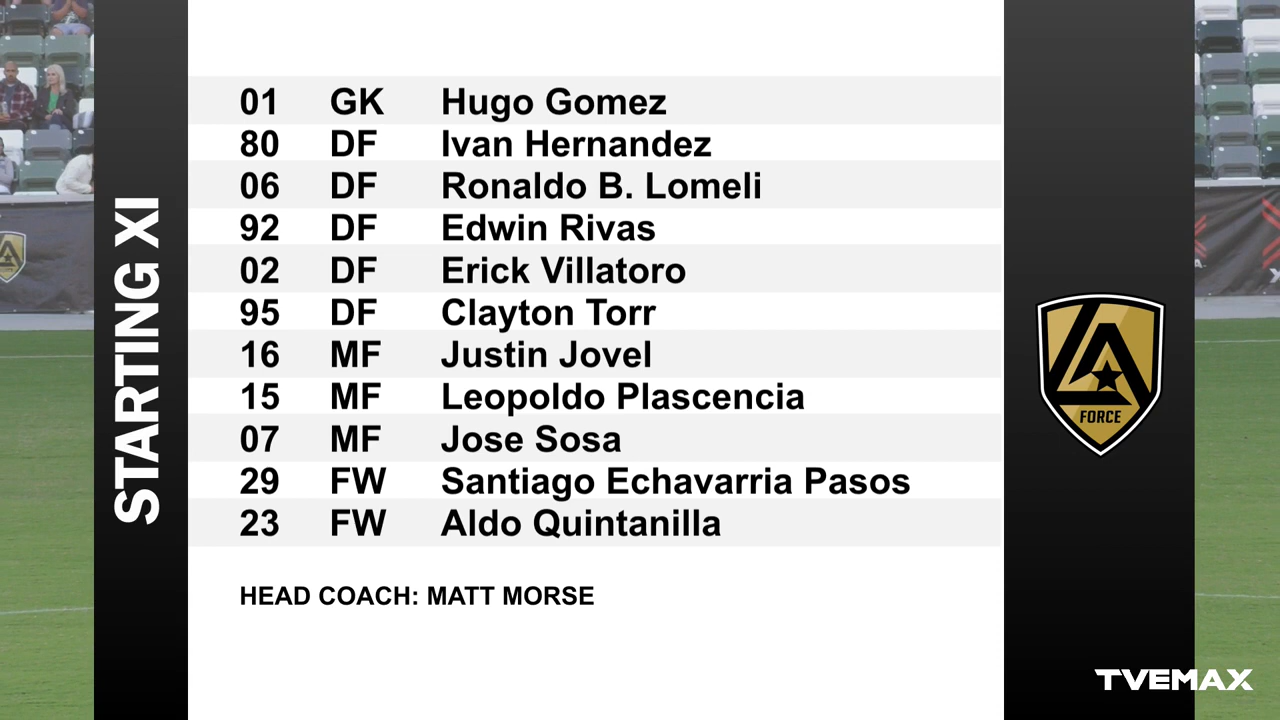 STARTING XI
01 GK Hugo Gomez
80 DF Ivan Hernandez
06 DF Ronaldo B. Lomeli
92 DF Edwin Rivas
02 DF Erick Villatoro
95 DF Clayton Torr
16 MF Justin Jovel
15 MF Leopoldo Plascencia
07 MF Jose Sosa
29 FW Santiago Echavarria Pasos
23 FW Aldo Quintanilla
HEAD COACH: MATT MORSE
LA
FORCE
TVEMAX